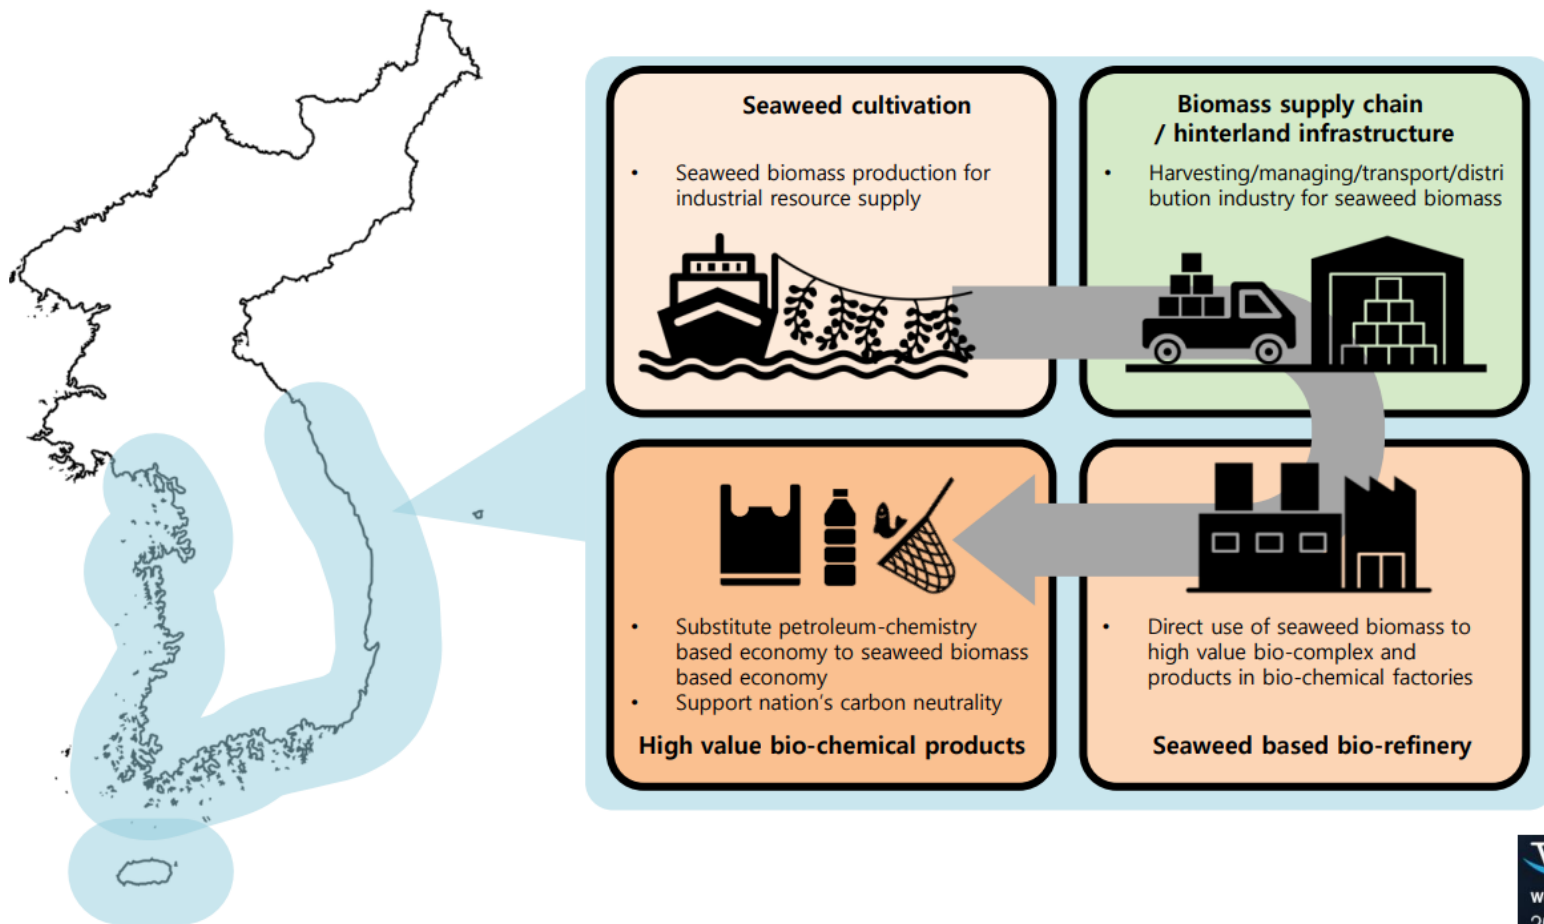 Seaweed cultivation
• Seaweed biomass production for
industrial resource supply
Biomass supply chain
/ hinterland infrastructure
• Harvesting/managing/transport/distri
bution industry for seaweed biomass
• Substitute petroleum-chemistry
based economy to seaweed biomass
based economy
• Support nation's carbon neutrality
High value bio-chemical products
• Direct use of seaweed biomass to
high value bio-complex and
products in bio-chemical factories
Seaweed based bio-refinery